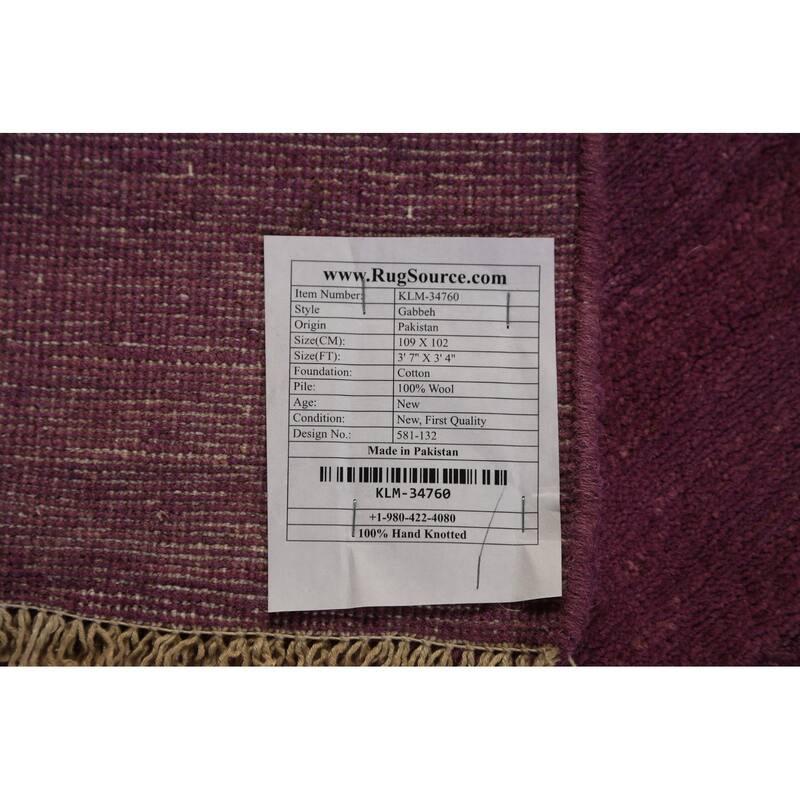 www.RugSource.com
Item Number: KLM-34760
Style Gabbeh
Origin Pakistan
Size(CM): 109 X 102
Size(FT): 3' 7" X 3' 4"
Foundation: Cotton
Pile: 100% Wool
Age: New
Condition: New, First Quality
Design No.: 581-132
Made in Pakistan
KLM-34760
+1-980-422-4080
100% Hand Knotted